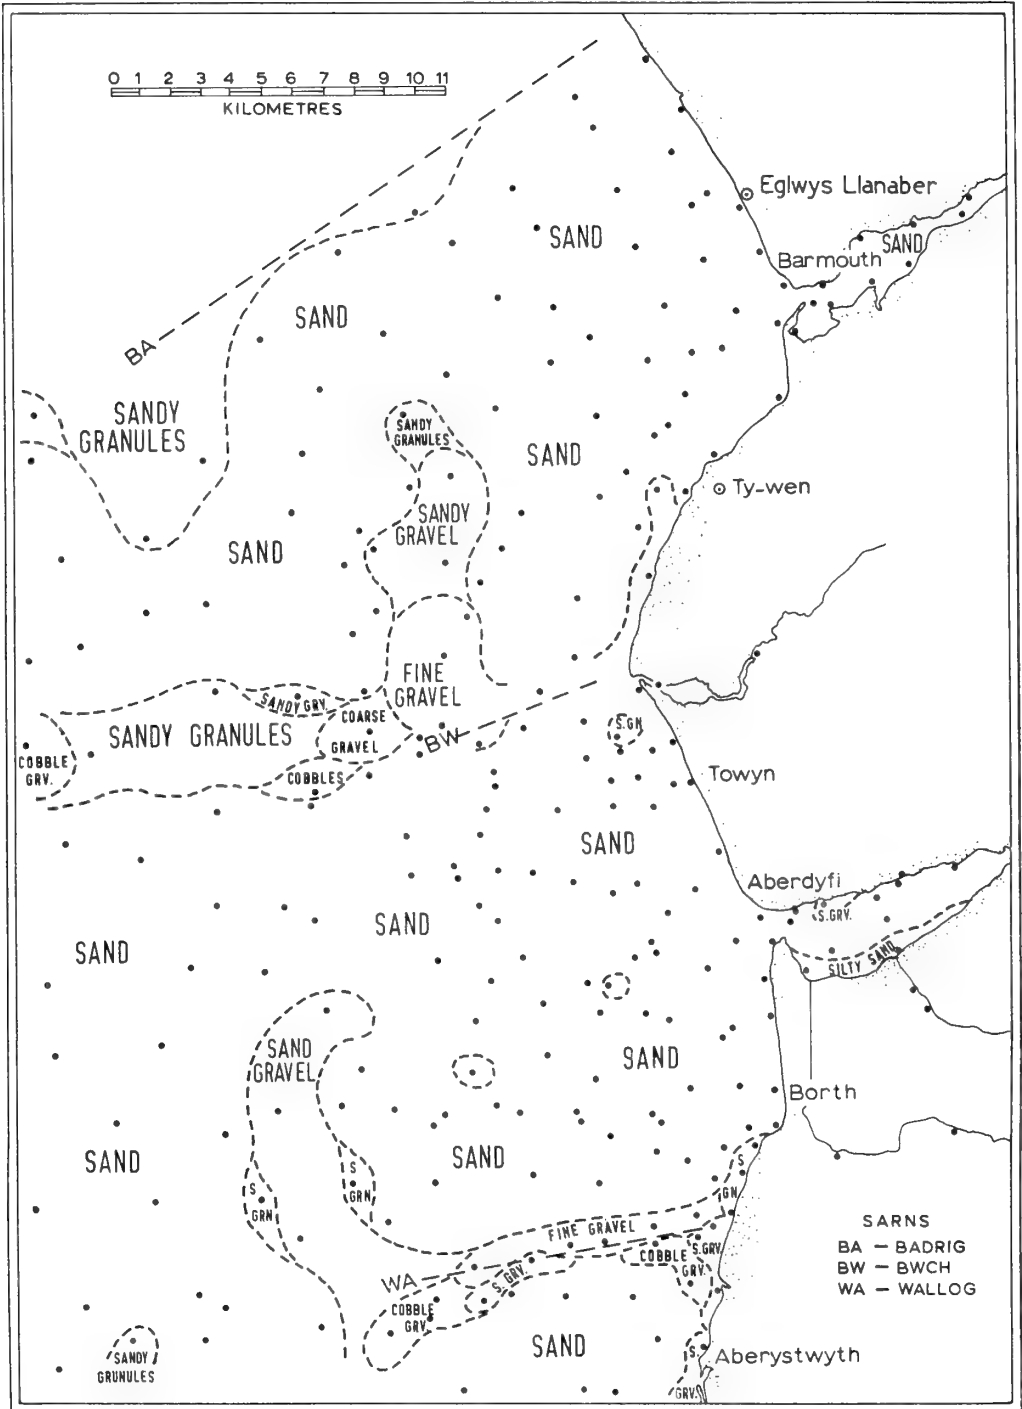 0 1 2 3 4 5 6 7 8 9 10 11
KILOMETRES
Eglwys Llanaber
SAND
SAND
Barmouth
SAND
BA
SANDY
GRANULES
SANDY
GRANULES
SAND
Ty-wen
SANDY
GRAVEL
SAND
FINE
GRAVEL
SANDY GRV.
COARSE
GRAVEL
SANDY GRANULES
BW
S.GN
COBBLE
GRV.
COBBLES
Towyn
SAND
Aberdyfi
S.GRV.
SAND
SAND
SILTY SAND
SAND
GRAVEL
SAND
Borth
SAND
SAND
S
GRN
S
GRN
S
GN
FINE GRAVEL
COBBLE
GRV.
S.GRV.
WA
S.GRV.
COBBLE
GRV.
SARNS
BA — BADRIG
BW — BWCH
WA — WALLOG
SAND
SANDY
GRUNULES
S.
GRV.
Aberystwyth